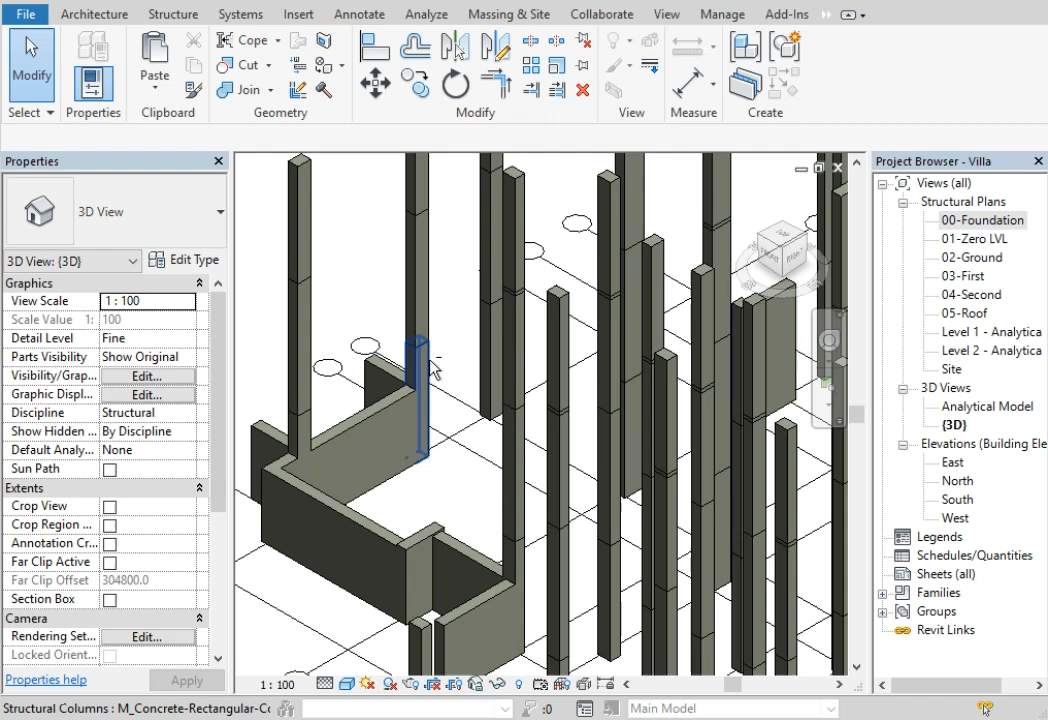 File Architecture Structure Systems Insert Annotate Analyze Massing & Site Collaborate View Manage Add-Ins
Modify Paste Cope Cut Join
Select Properties Clipboard Geometry Modify View Measure Create
Properties
3D View
3D View: {3D} Edit Type
Graphics
View Scale 1 : 100
Scale Value 1: 100
Detail Level Fine
Parts Visibility Show Original
Visibility/Grap... Edit...
Graphic Displ... Edit...
Discipline Structural
Show Hidden ... By Discipline
Default Analy... None
Sun Path
Extents
Crop View
Crop Region ...
Annotation Cr...
Far Clip Active
Far Clip Offset 304800.0
Section Box
Camera
Rendering Set... Edit...
Locked Orient...
Properties help Apply
FRONT RIGHT
1 : 100
Project Browser - Villa
Views (all)
Structural Plans
00-Foundation
01-Zero LVL
02-Ground
03-First
04-Second
05-Roof
Level 1 - Analytica
Level 2 - Analytica
Site
3D Views
Analytical Model
{3D}
Elevations (Building Ele
East
North
South
West
Legends
Schedules/Quantities
Sheets (all)
Families
Groups
Revit Links
Structural Columns : M_Concrete-Rectangular-Cc :0 Main Model